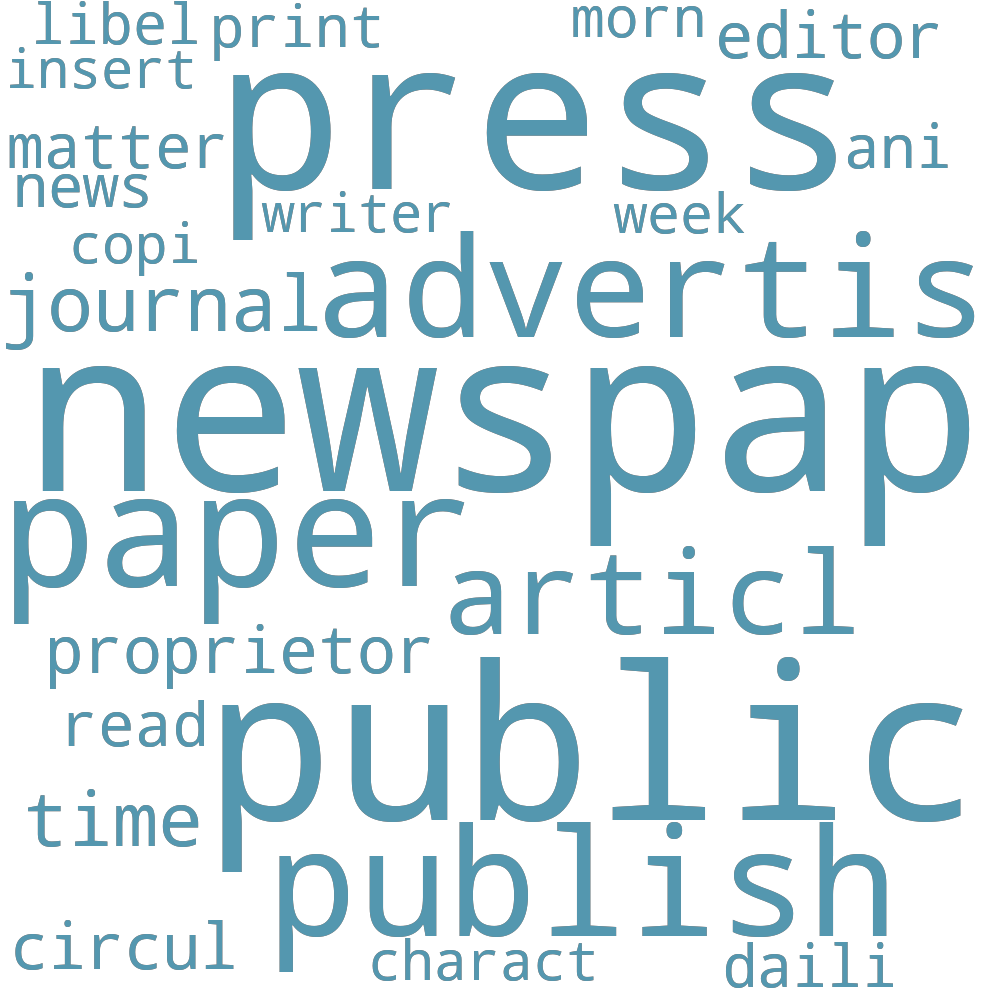 libel print morn editor
insert press
matter ani
news writer week
copi
journal advertis
newspap
paper
articl
proprietor
read public
time
publish
circul charact daili